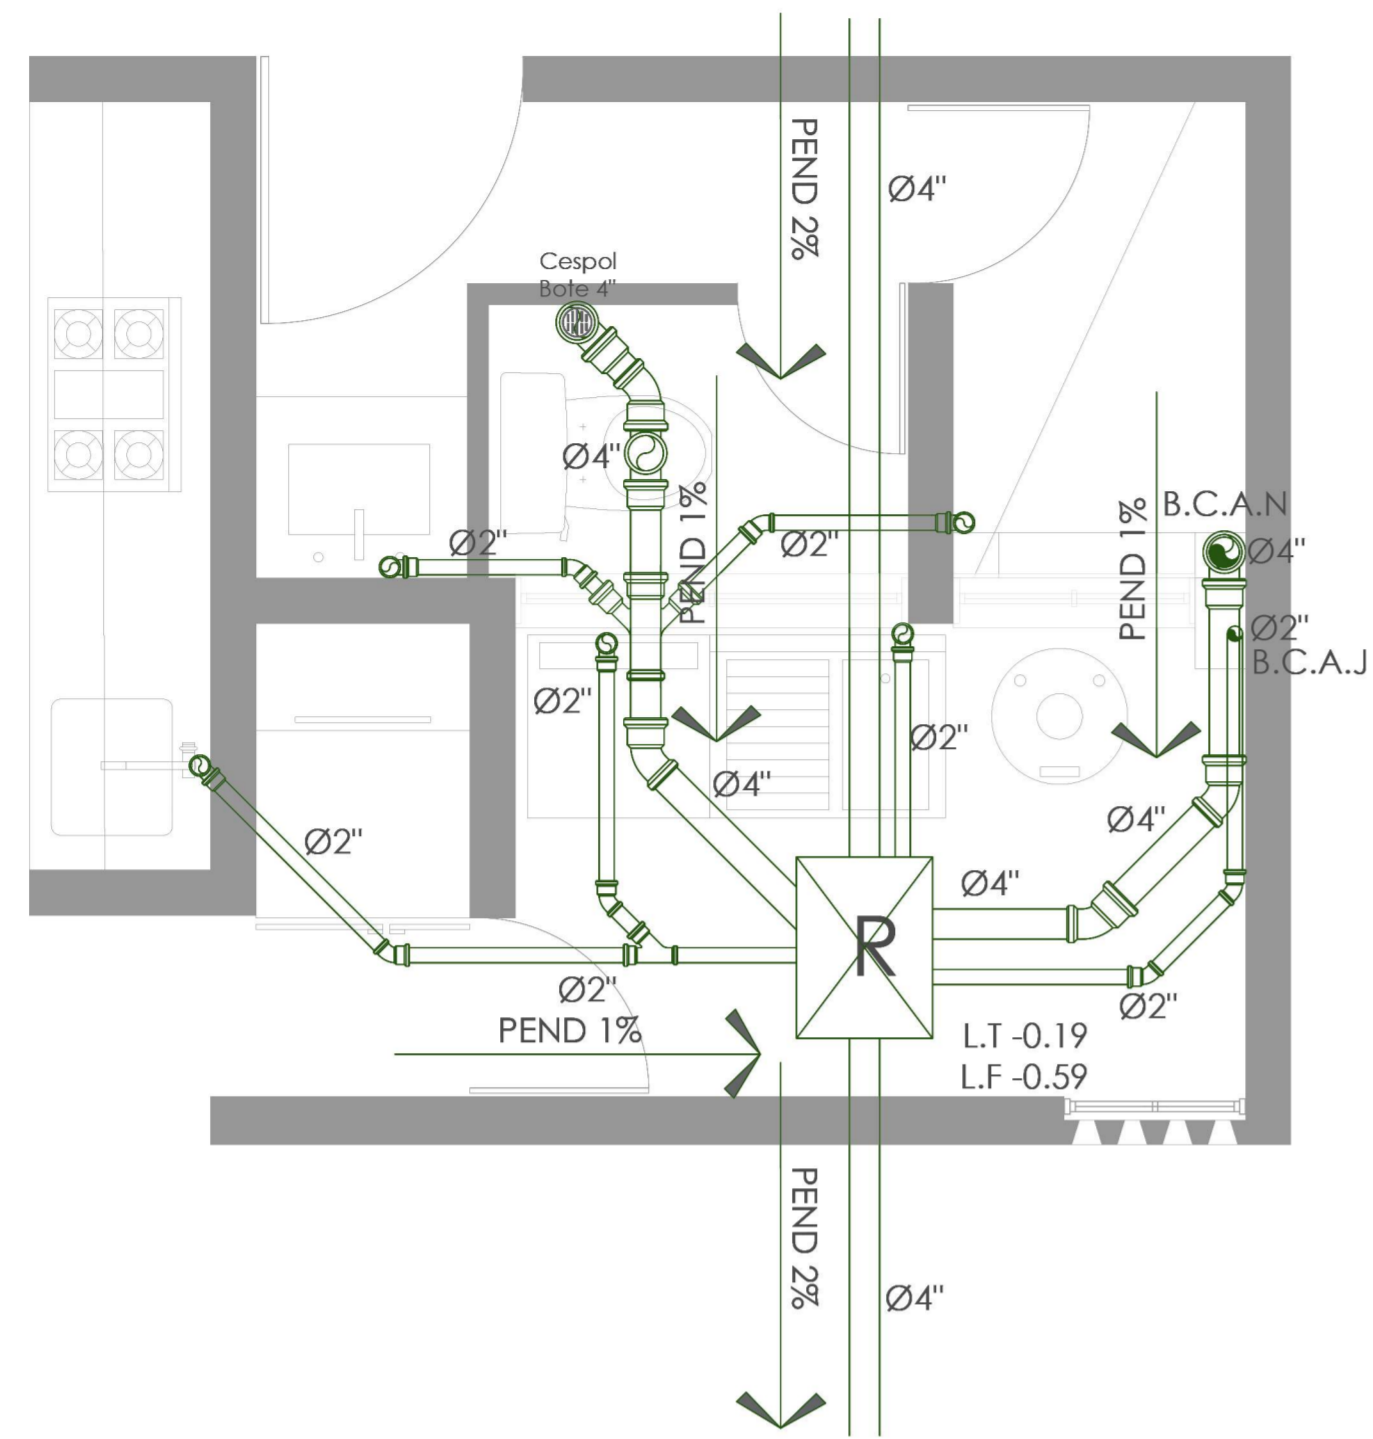 PEND 2%
Ø4"
Cespol
Bote 4"
Ø4"
PEND 1%
B.C.A.N
Ø4"
PEND 1%
Ø2"
Ø2"
Ø2"
B.C.A.J
Ø2"
Ø2"
Ø4"
Ø4"
Ø2"
Ø4"
R
Ø2"
Ø2"
PEND 1%
L.T -0.19
L.F -0.59
PEND 2%
Ø4"